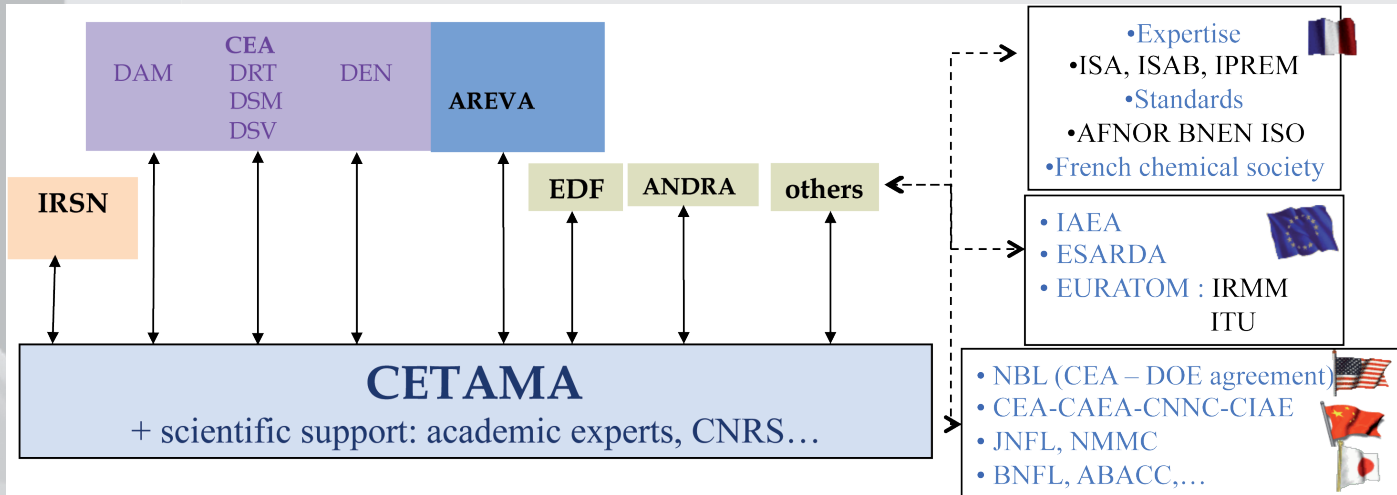 CEA
DAM DRT DEN
DSM
DSV
AREVA
IRSN
EDF
ANDRA
others
CETAMA
+ scientific support: academic experts, CNRS…
•Expertise
•ISA, ISAB, IPREM
•Standards
•AFNOR BNEN ISO
•French chemical society
• IAEA
• ESARDA
• EURATOM : IRMM
ITU
• NBL (CEA – DOE agreement)
• CEA-CAEA-CNNC-CIAE
• JNFL, NMMC
• BNFL, ABACC,…